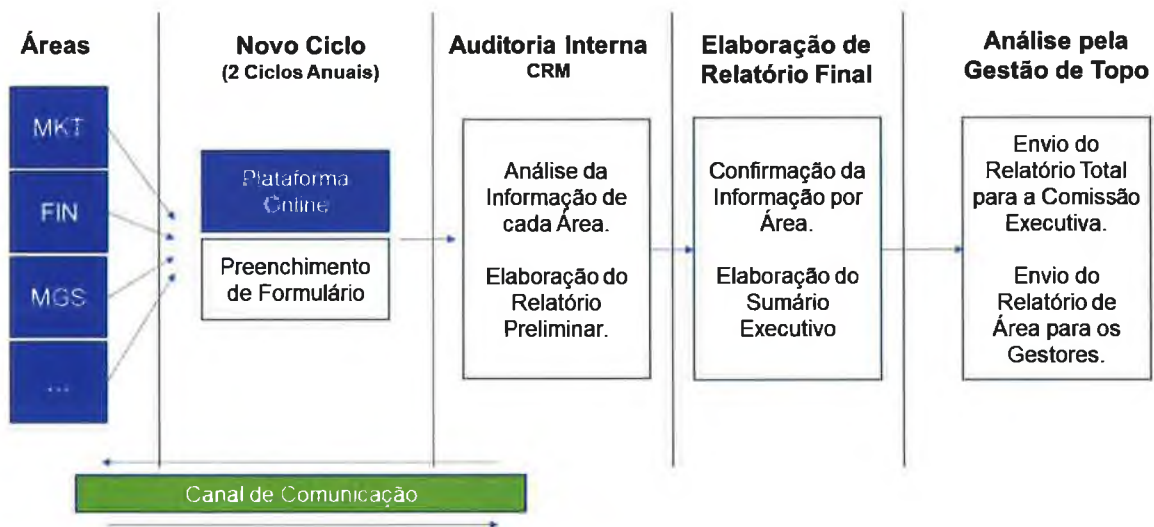 Áreas
MKT
FIN
MGS
...
Novo Ciclo
(2 Ciclos Anuais)
Plataforma
Online
Preenchimento
de Formulário
Auditoria Interna
CRM
Análise da
Informação de
cada Área.
Elaboração do
Relatório
Preliminar.
Elaboração de
Relatório Final
Confirmação da
Informação por
Área.
Elaboração do
Sumário
Executivo
Análise pela
Gestão de Topo
Envio do
Relatório Total
para a Comissão
Executiva.
Envio do
Relatório de
Área para os
Gestores.
Canal de Comunicação